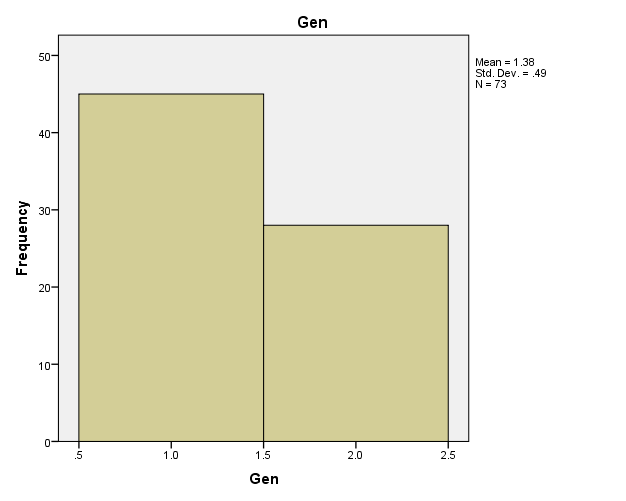 Gen
50
40
30
20
10
0
Frequency
Mean = 1.38
Std. Dev. = .49
N = 73
.5 1.0 1.5 2.0 2.5
Gen